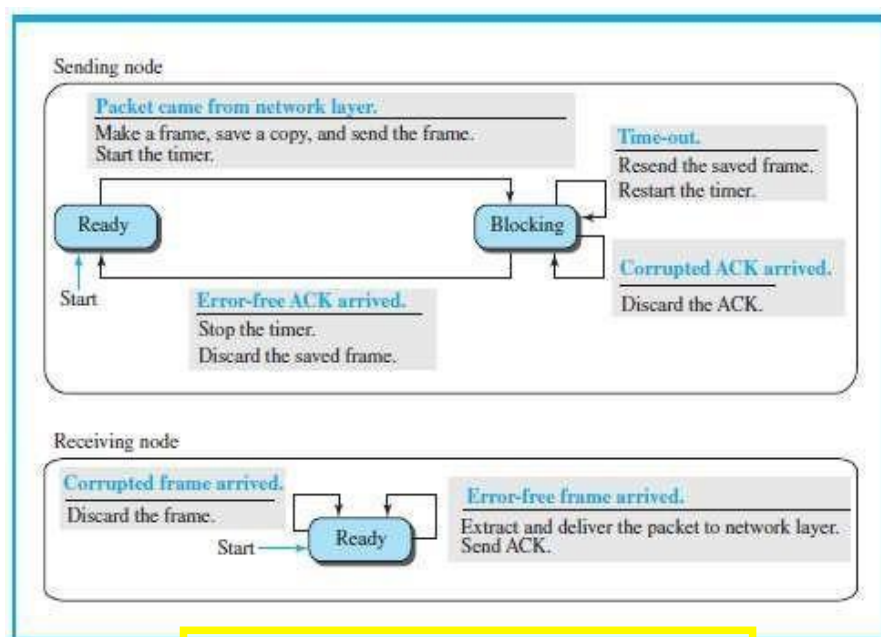 Sending node
Packet came from network layer.
Make a frame, save a copy, and send the frame.
Start the timer.
Time-out.
Resend the saved frame.
Restart the timer.
Ready
Blocking
Start
Error-free ACK arrived.
Stop the timer.
Discard the saved frame.
Corrupted ACK arrived.
Discard the ACK.
Receiving node
Corrupted frame arrived.
Discard the frame.
Start
Ready
Error-free frame arrived.
Extract and deliver the packet to network layer.
Send ACK.